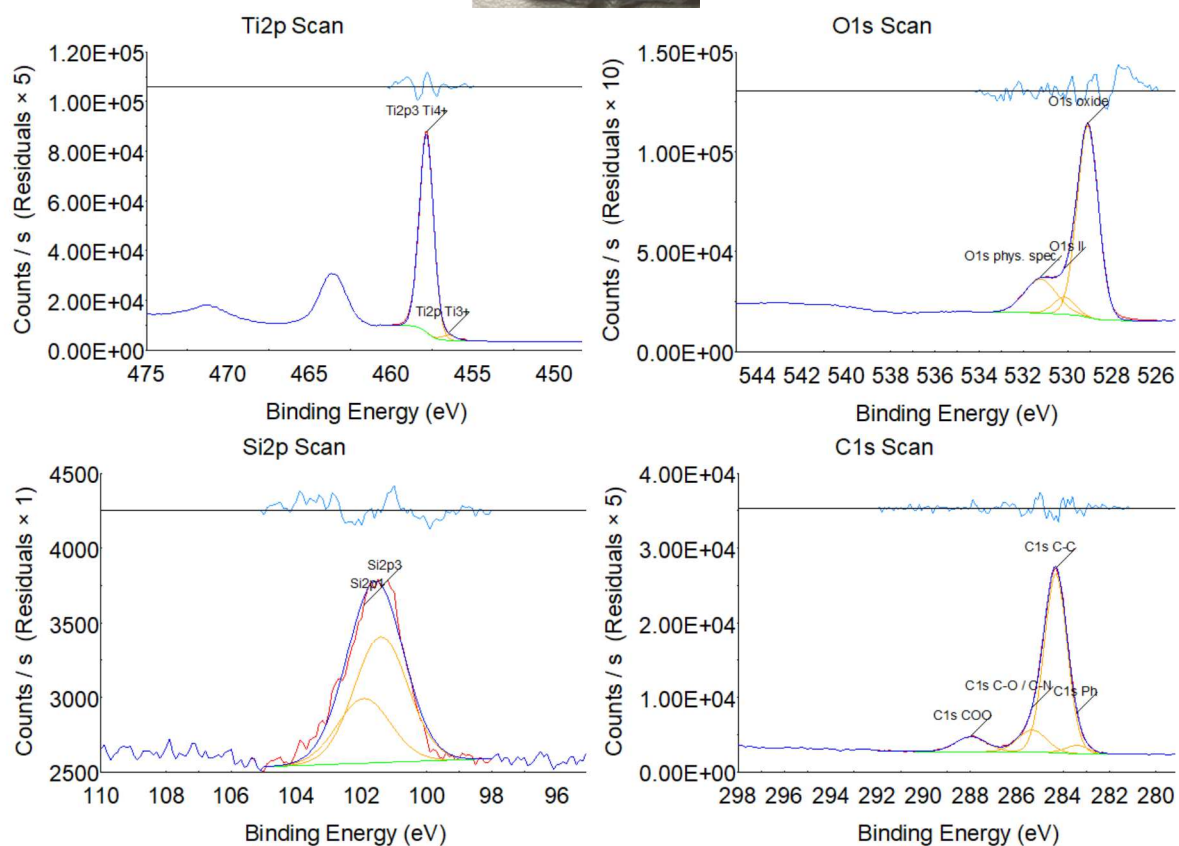 Ti2p Scan
Counts / s (Residuals × 5)
1.20E+05
1.00E+05
8.00E+04
6.00E+04
4.00E+04
2.00E+04
0.00E+00
Ti2p3 Ti4+
Ti2p Ti3+
475 470 465 460 455 450
Binding Energy (eV)
O1s Scan
Counts / s (Residuals × 10)
1.50E+05
1.00E+05
5.00E+04
0.00E+00
O1s oxide
O1s II
O1s phys. spec.
544 542 540 538 536 534 532 530 528 526
Binding Energy (eV)
Si2p Scan
Counts / s (Residuals × 1)
4500
4000
3500
3000
2500
Si2p3
Si2p1
110 108 106 104 102 100 98 96
Binding Energy (eV)
C1s Scan
Counts / s (Residuals × 5)
4.00E+04
3.00E+04
2.00E+04
1.00E+04
0.00E+00
C1s C-C
C1s C-O / C-N
C1s Ph
C1s COO
298 296 294 292 290 288 286 284 282 280
Binding Energy (eV)